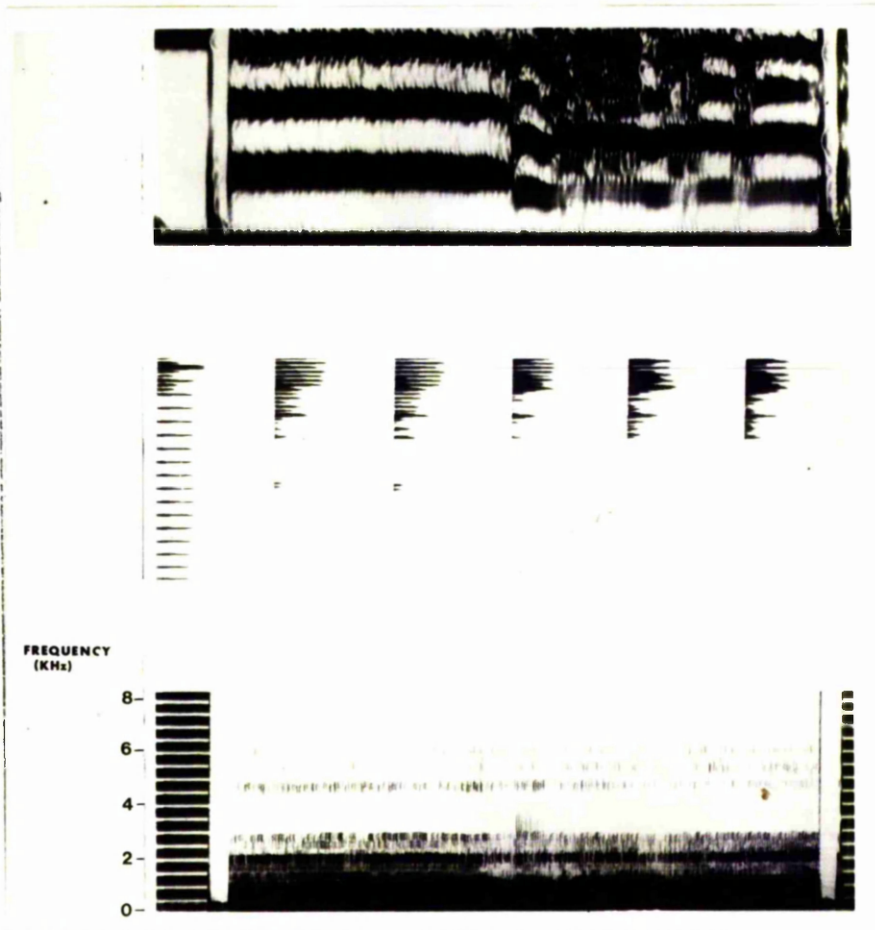 FREQUENCY
(KHz)
8-
6-
4-
2-
0-